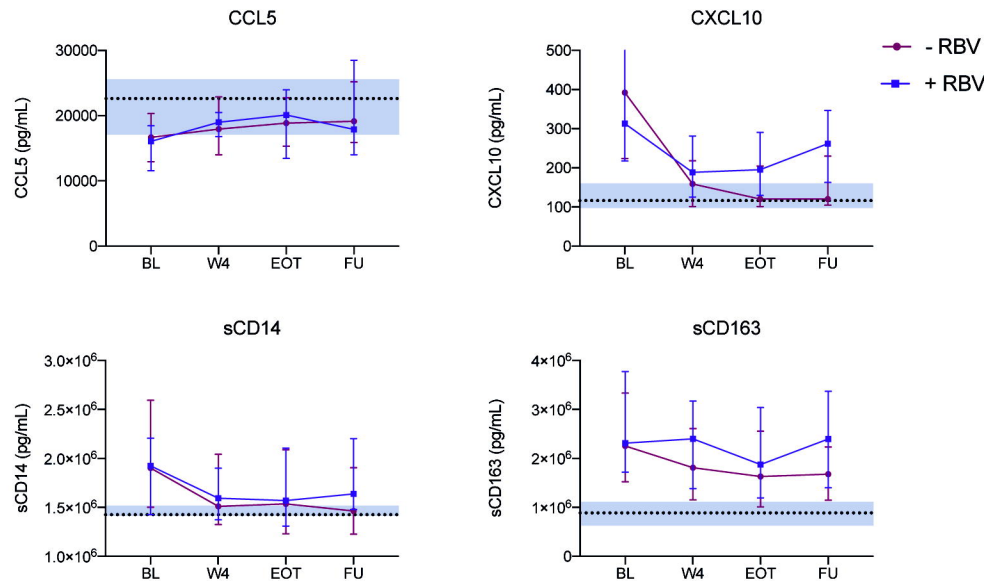 CCL5
CCL5 (pg/mL)
30000
20000
10000
0
BL W4 EOT FU
CXCL10
CXCL10 (pg/mL)
500
400
300
200
100
0
BL W4 EOT FU
- RBV
+ RBV
sCD14
sCD14 (pg/mL)
3.0×10⁶
2.5×10⁶
2.0×10⁶
1.5×10⁶
1.0×10⁶
BL W4 EOT FU
sCD163
sCD163 (pg/mL)
4×10⁶
3×10⁶
2×10⁶
1×10⁶
0
BL W4 EOT FU